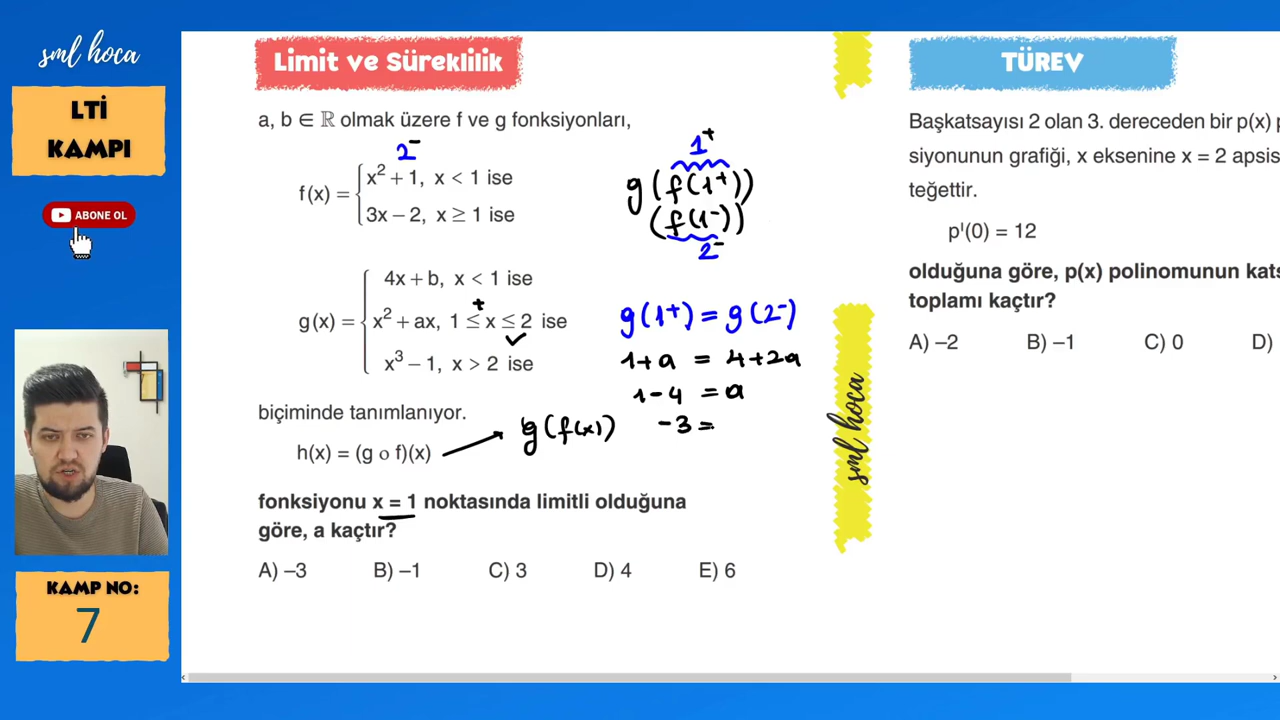 sml hoca
LTİ
KAMPI
ABONE OL
KAMP NO:
7
Limit ve Süreklilik
a, b ∈ ℝ olmak üzere f ve g fonksiyonları,
2⁻
f(x) = { x² + 1, x < 1 ise
3x – 2, x ≥ 1 ise
g(x) = { 4x + b, x < 1 ise
+
x² + ax, 1 ≤ x ≤ 2 ise
x³ – 1, x > 2 ise
biçiminde tanımlanıyor.
h(x) = (g o f)(x)
g(f(x))
fonksiyonu x = 1 noktasında limitli olduğuna
göre, a kaçtır?
A) –3 B) –1 C) 3 D) 4 E) 6
1⁺
g(f(1⁺))
(f(1⁻))
2⁻
g(1⁺) = g(2⁻)
1+a = 4+2a
1-4 = a
-3 =
sml hoca
TÜREV
Başkatsayısı 2 olan 3. dereceden bir p(x) p
siyonunun grafiği, x eksenine x = 2 apsis
teğettir.
p'(0) = 12
olduğuna göre, p(x) polinomunun kats
toplamı kaçtır?
A) –2 B) –1 C) 0 D)